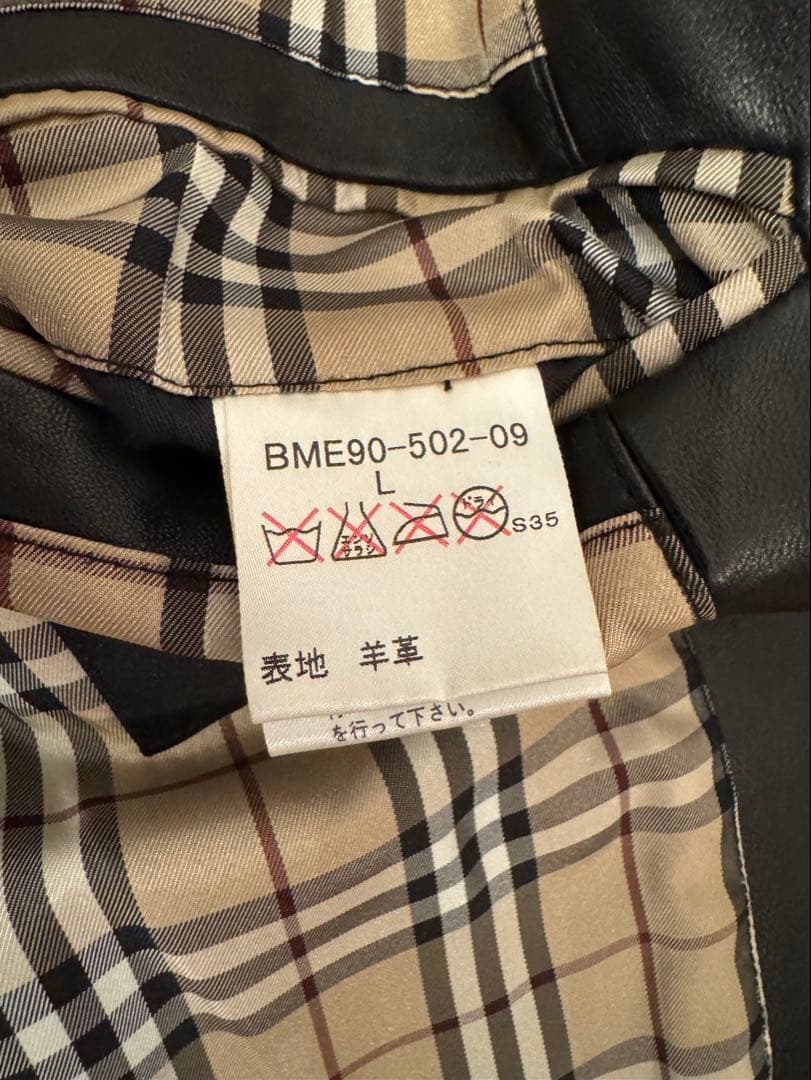 BME90-502-09
L
エンソ
サラシ
ドライ
S35
表地 羊革
を行って下さい。